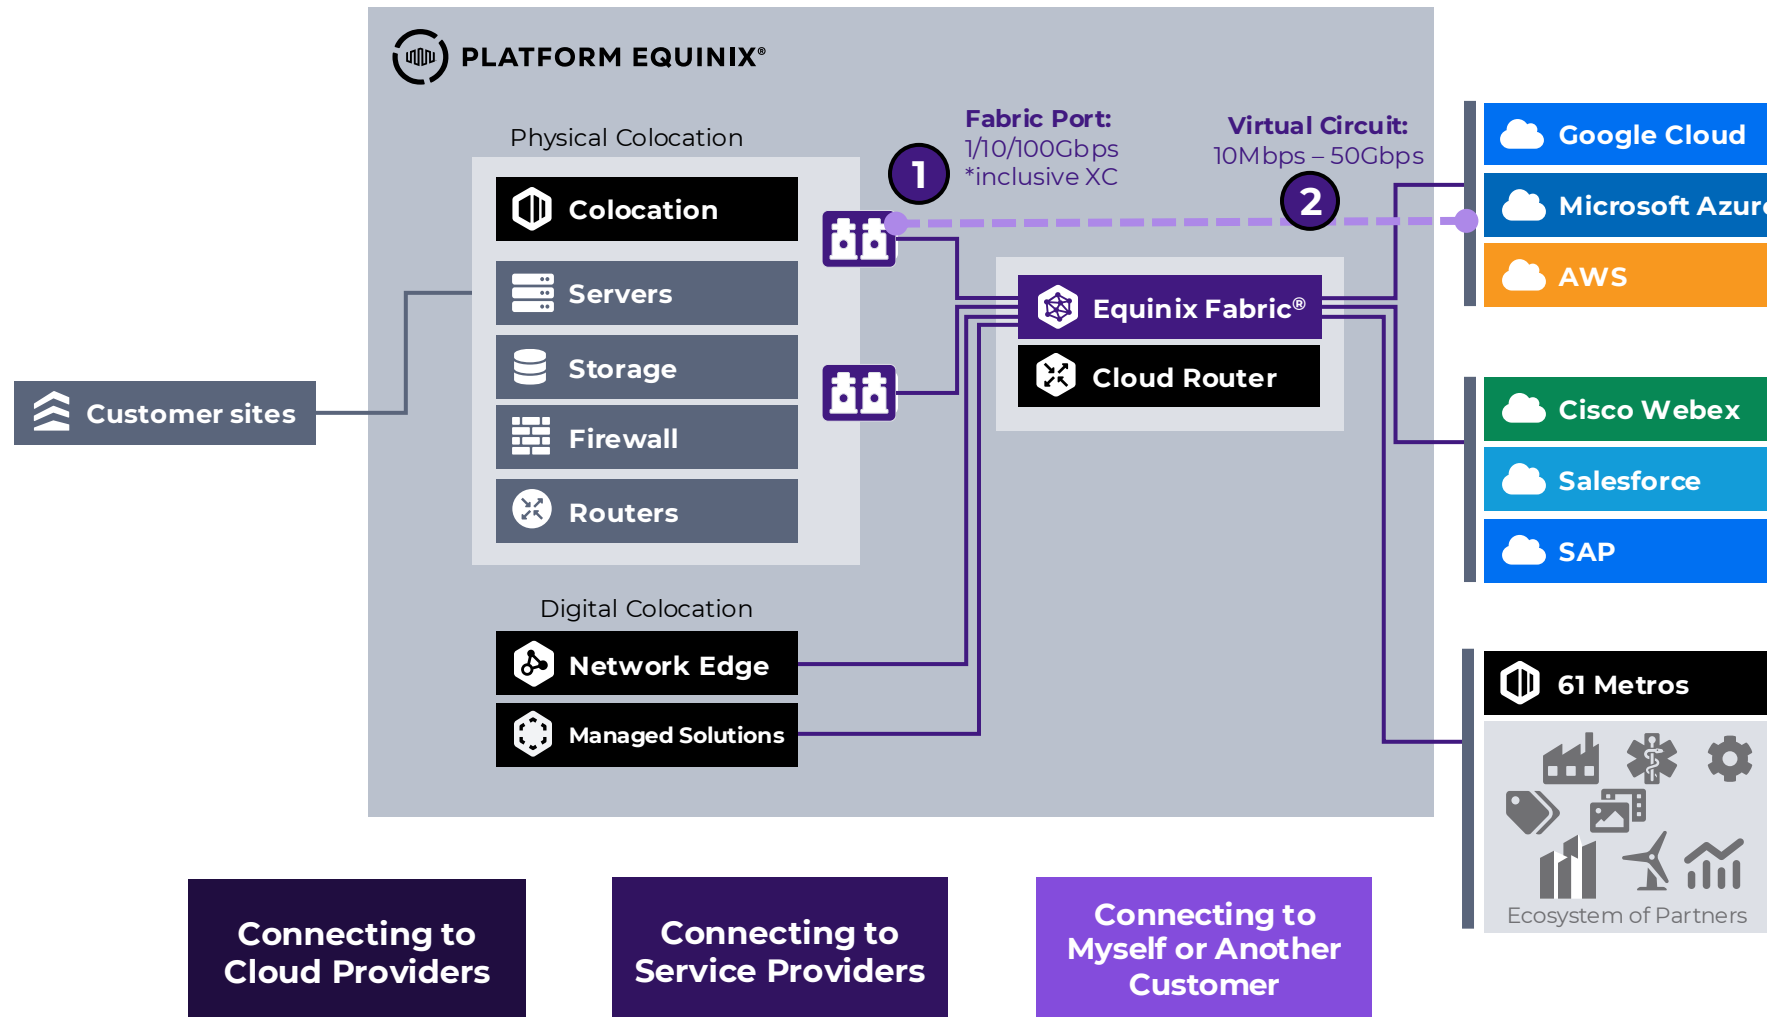 PLATFORM EQUINIX®
Physical Colocation
Colocation
Servers
Storage
Firewall
Routers
Customer sites
Digital Colocation
Network Edge
Managed Solutions
1
Fabric Port:
1/10/100Gbps
*inclusive XC
Virtual Circuit:
10Mbps – 50Gbps
2
Equinix Fabric®
Cloud Router
Google Cloud
Microsoft Azure
AWS
Cisco Webex
Salesforce
SAP
61 Metros
Ecosystem of Partners
Connecting to
Cloud Providers
Connecting to
Service Providers
Connecting to
Myself or Another
Customer